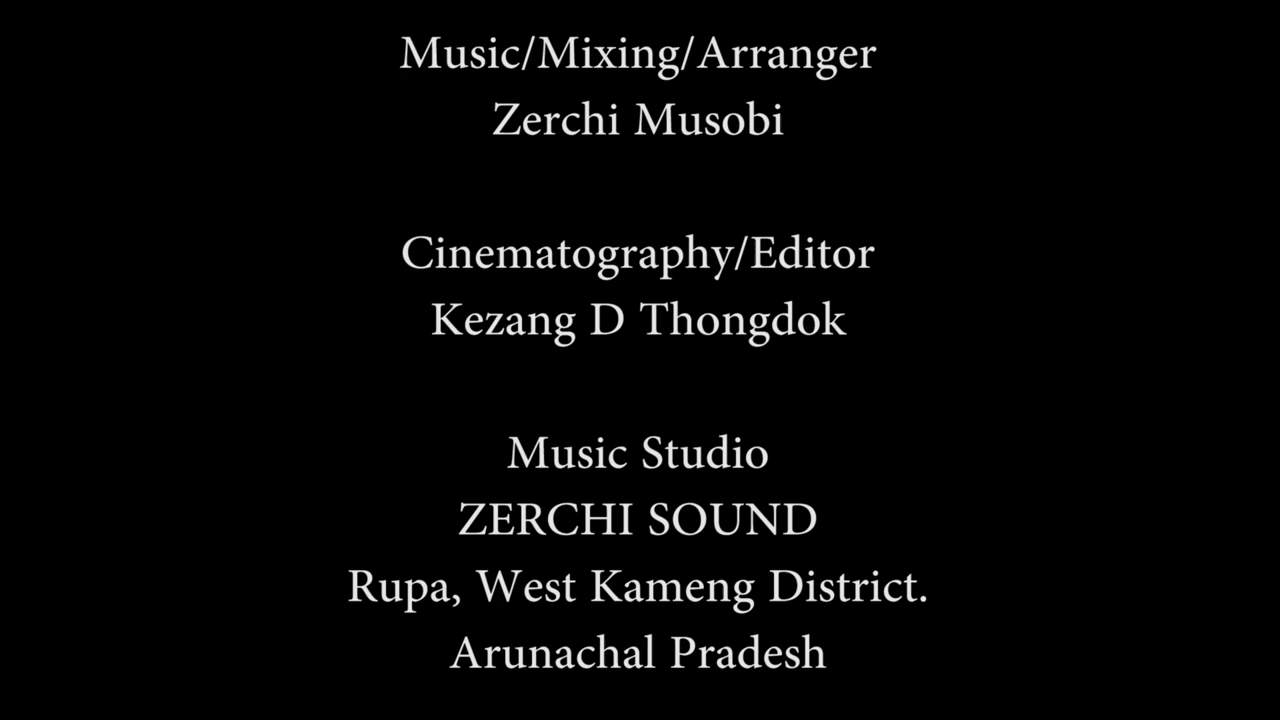 Music/Mixing/Arranger
Zerchi Musobi
Cinematography/Editor
Kezang D Thongdok
Music Studio
ZERCHI SOUND
Rupa, West Kameng District.
Arunachal Pradesh